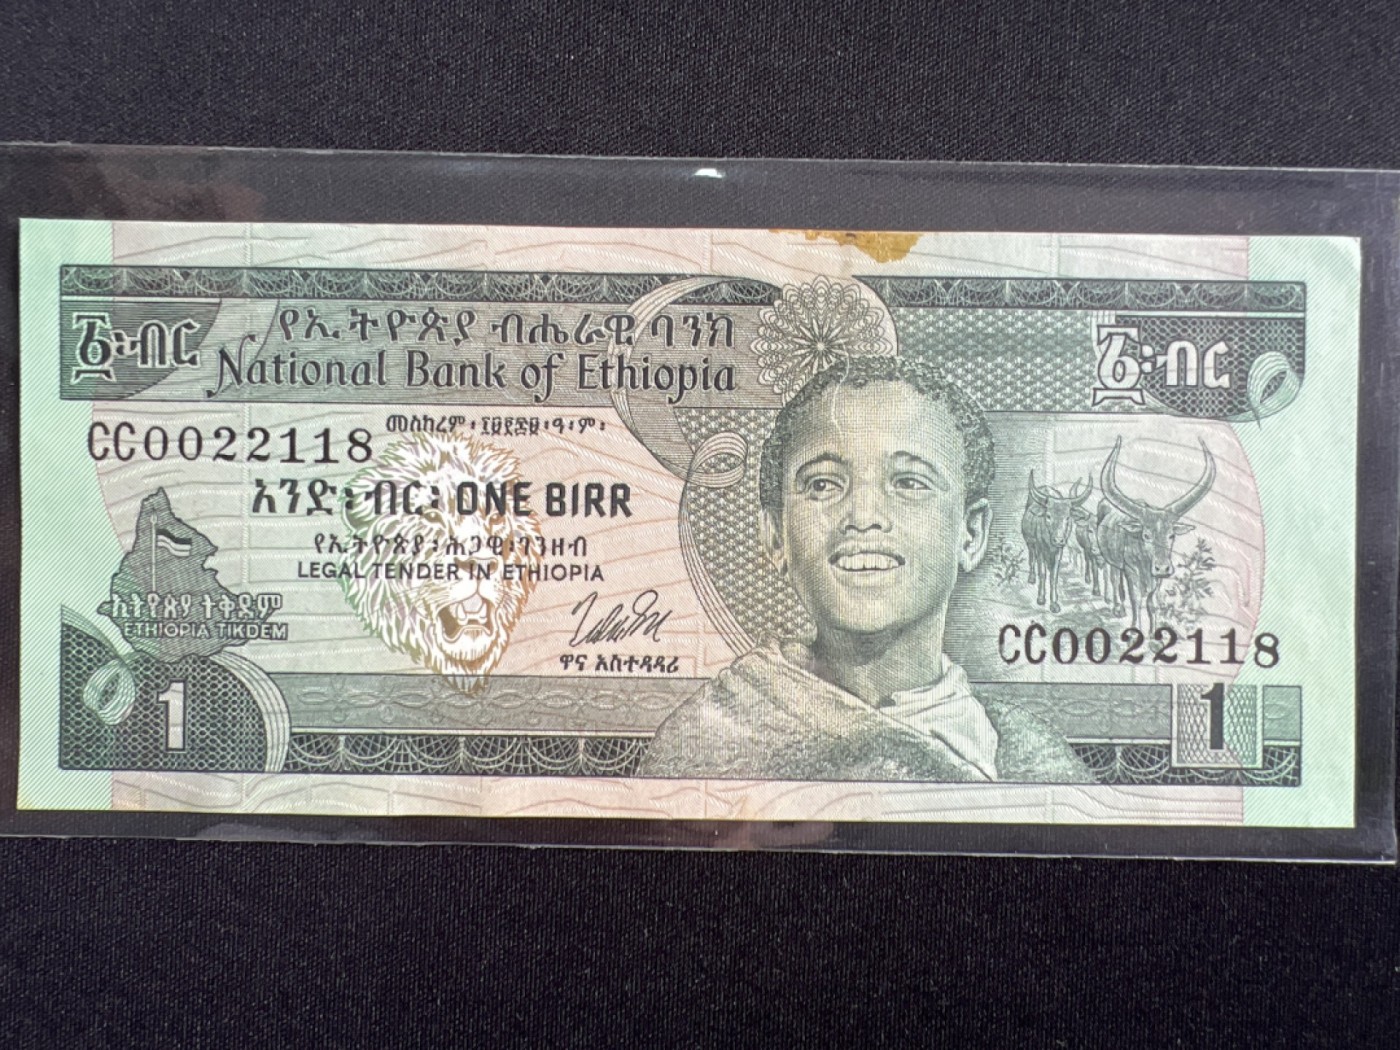 ፩፡ብር
የኢትዮጵያ ብሔራዊ ባንክ
፩፡ብር
National Bank of Ethiopia
መስከረም፡፲፱፻፷፱፡ዓ፡ም፡
CC0022118
አንድ፡ብር፡ ONE BIRR
የኢትዮጵያ፡ሕጋዊ፡ገንዘብ
LEGAL TENDER IN ETHIOPIA
ኢትዮጵያ ትቅደም
ETHIOPIA TIKDEM
ዋና አስተዳዳሪ
CC0022118
1
1